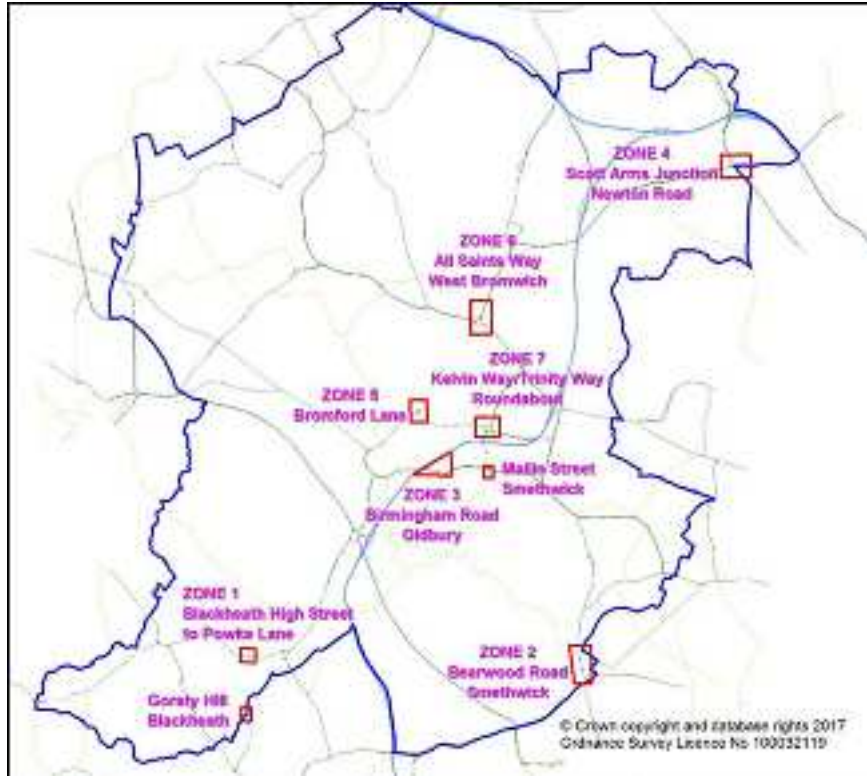 ZONE 4
Scott Arms Junction
Newton Road
ZONE 6
All Saints Way
West Bromwich
ZONE 7
Kelvin Way/Trinity Way
Roundabout
ZONE 5
Bromford Lane
Mallin Street
Smethwick
ZONE 3
Birmingham Road
Oldbury
ZONE 1
Blackheath High Street
to Powke Lane
ZONE 2
Bearwood Road
Smethwick
Gorsty Hill
Blackheath
© Crown copyright and database rights 2017
Ordnance Survey Licence No 100032119